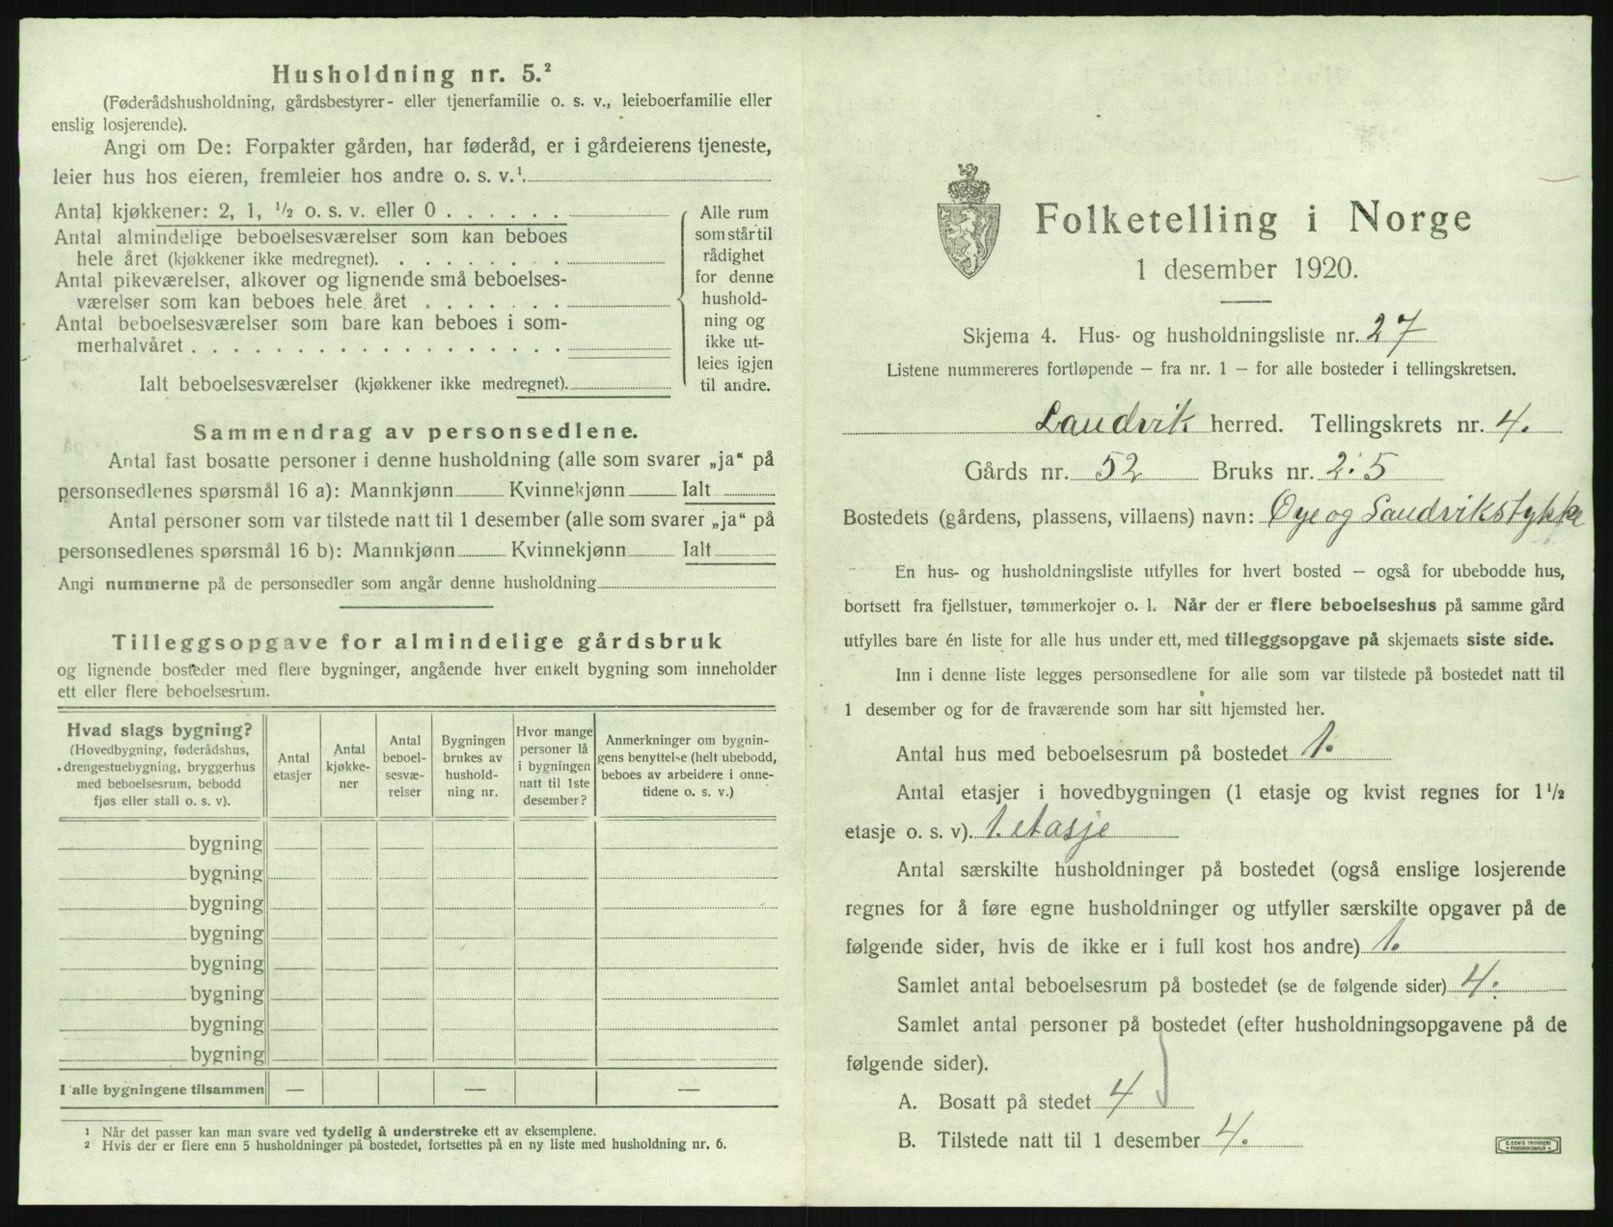 Husholdning nr. 5.²
(Føderådshusholdning, gårdsbestyrer- eller tjenerfamilie o. s. v., leieboerfamilie eller
enslig losjerende).
Angi om De: Forpakter gården, har føderåd, er i gårdeierens tjeneste,
leier hus hos eieren, fremleier hos andre o. s. v.¹
Antal kjøkkener: 2, 1, ½ o. s. v. eller 0 . . . . . .
Antal almindelige beboelsesværelser som kan beboes
hele året (kjøkkener ikke medregnet). . . . . . . .
Antal pikeværelser, alkover og lignende små beboelses-
værelser som kan beboes hele året . . . . . . .
Antal beboelsesværelser som bare kan beboes i som-
merhalvåret . . . . . . . . . . . . . . . . . .
Ialt beboelsesværelser (kjøkkener ikke medregnet).
Alle rum
som står til
rådighet
for denne
hushold-
ning og
ikke ut-
leies igjen
til andre.
Sammendrag av personsedlene.
Antal fast bosatte personer i denne husholdning (alle som svarer „ja“ på
personsedlenes spørsmål 16 a): Mannkjønn Kvinnekjønn Ialt
Antal personer som var tilstede natt til 1 desember (alle som svarer „ja“ på
personsedlenes spørsmål 16 b): Mannkjønn Kvinnekjønn Ialt
Angi nummerne på de personsedler som angår denne husholdning
Tilleggsopgave for almindelige gårdsbruk
og lignende bosteder med flere bygninger, angående hver enkelt bygning som inneholder
ett eller flere beboelsesrum.
Hvad slags bygning?
(Hovedbygning, føderådshus,
drengestuebygning, bryggerhus
med beboelsesrum, bebodd
fjøs eller stall o. s. v).
Antal
etasjer
Antal
kjøkke-
ner
Antal
beboel-
sesvæ-
relser
Bygningen
brukes av
hushold-
ning nr.
Hvor mange
personer lå
i bygningen
natt til 1ste
desember?
Anmerkninger om bygnin-
gens benyttelse (helt ubebodd,
beboes av arbeidere i onne-
tidene o. s. v.)
bygning
bygning
bygning
bygning
bygning
bygning
bygning
bygning
I alle bygningene tilsammen — — —
¹ Når det passer kan man svare ved tydelig å understreke ett av eksemplene.
² Hvis der er flere enn 5 husholdninger på bostedet, fortsettes på en ny liste med husholdning nr. 6.
Folketelling i Norge
1 desember 1920.
Skjema 4. Hus- og husholdningsliste nr. 27
Listene nummereres fortløpende – fra nr. 1 – for alle bosteder i tellingskretsen.
Landvik herred. Tellingskrets nr. 4.
Gårds nr. 52 Bruks nr. 2.5
Bostedets (gårdens, plassens, villaens) navn: Øye og Landvikstykke
En hus- og husholdningsliste utfylles for hvert bosted – også for ubebodde hus,
bortsett fra fjellstuer, tømmerkojer o. l. Når der er flere beboelseshus på samme gård
utfylles bare én liste for alle hus under ett, med tilleggsopgave på skjemaets siste side.
Inn i denne liste legges personsedlene for alle som var tilstede på bostedet natt til
1 desember og for de fraværende som har sitt hjemsted her.
Antal hus med beboelsesrum på bostedet 1.
Antal etasjer i hovedbygningen (1 etasje og kvist regnes for 1½
etasje o. s. v). 1. etasje
Antal særskilte husholdninger på bostedet (også enslige losjerende
regnes for å føre egne husholdninger og utfyller særskilte opgaver på de
følgende sider, hvis de ikke er i full kost hos andre) 1.
Samlet antal beboelsesrum på bostedet (se de følgende sider) 4.
Samlet antal personer på bostedet (efter husholdningsopgavene på de
følgende sider).
A. Bosatt på stedet 4
B. Tilstede natt til 1 desember 4.